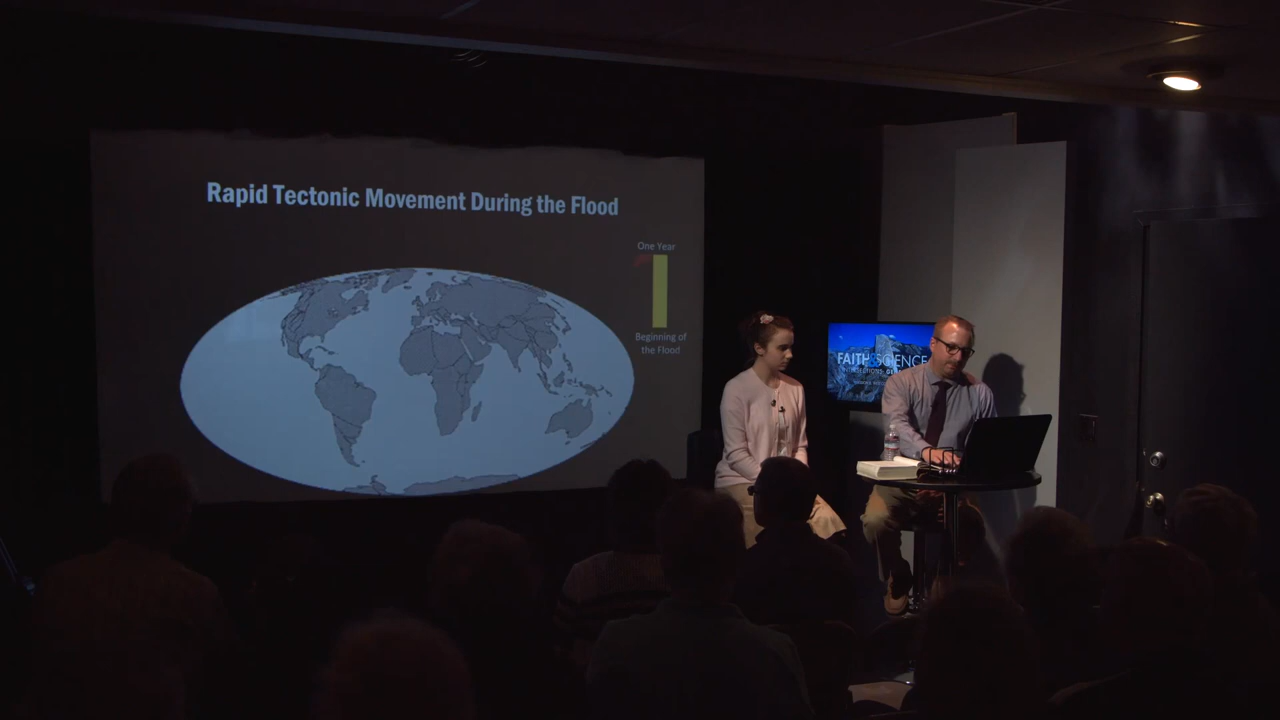 Rapid Tectonic Movement During the Flood
One Year
Beginning of
the Flood
FAITH SCIENCE